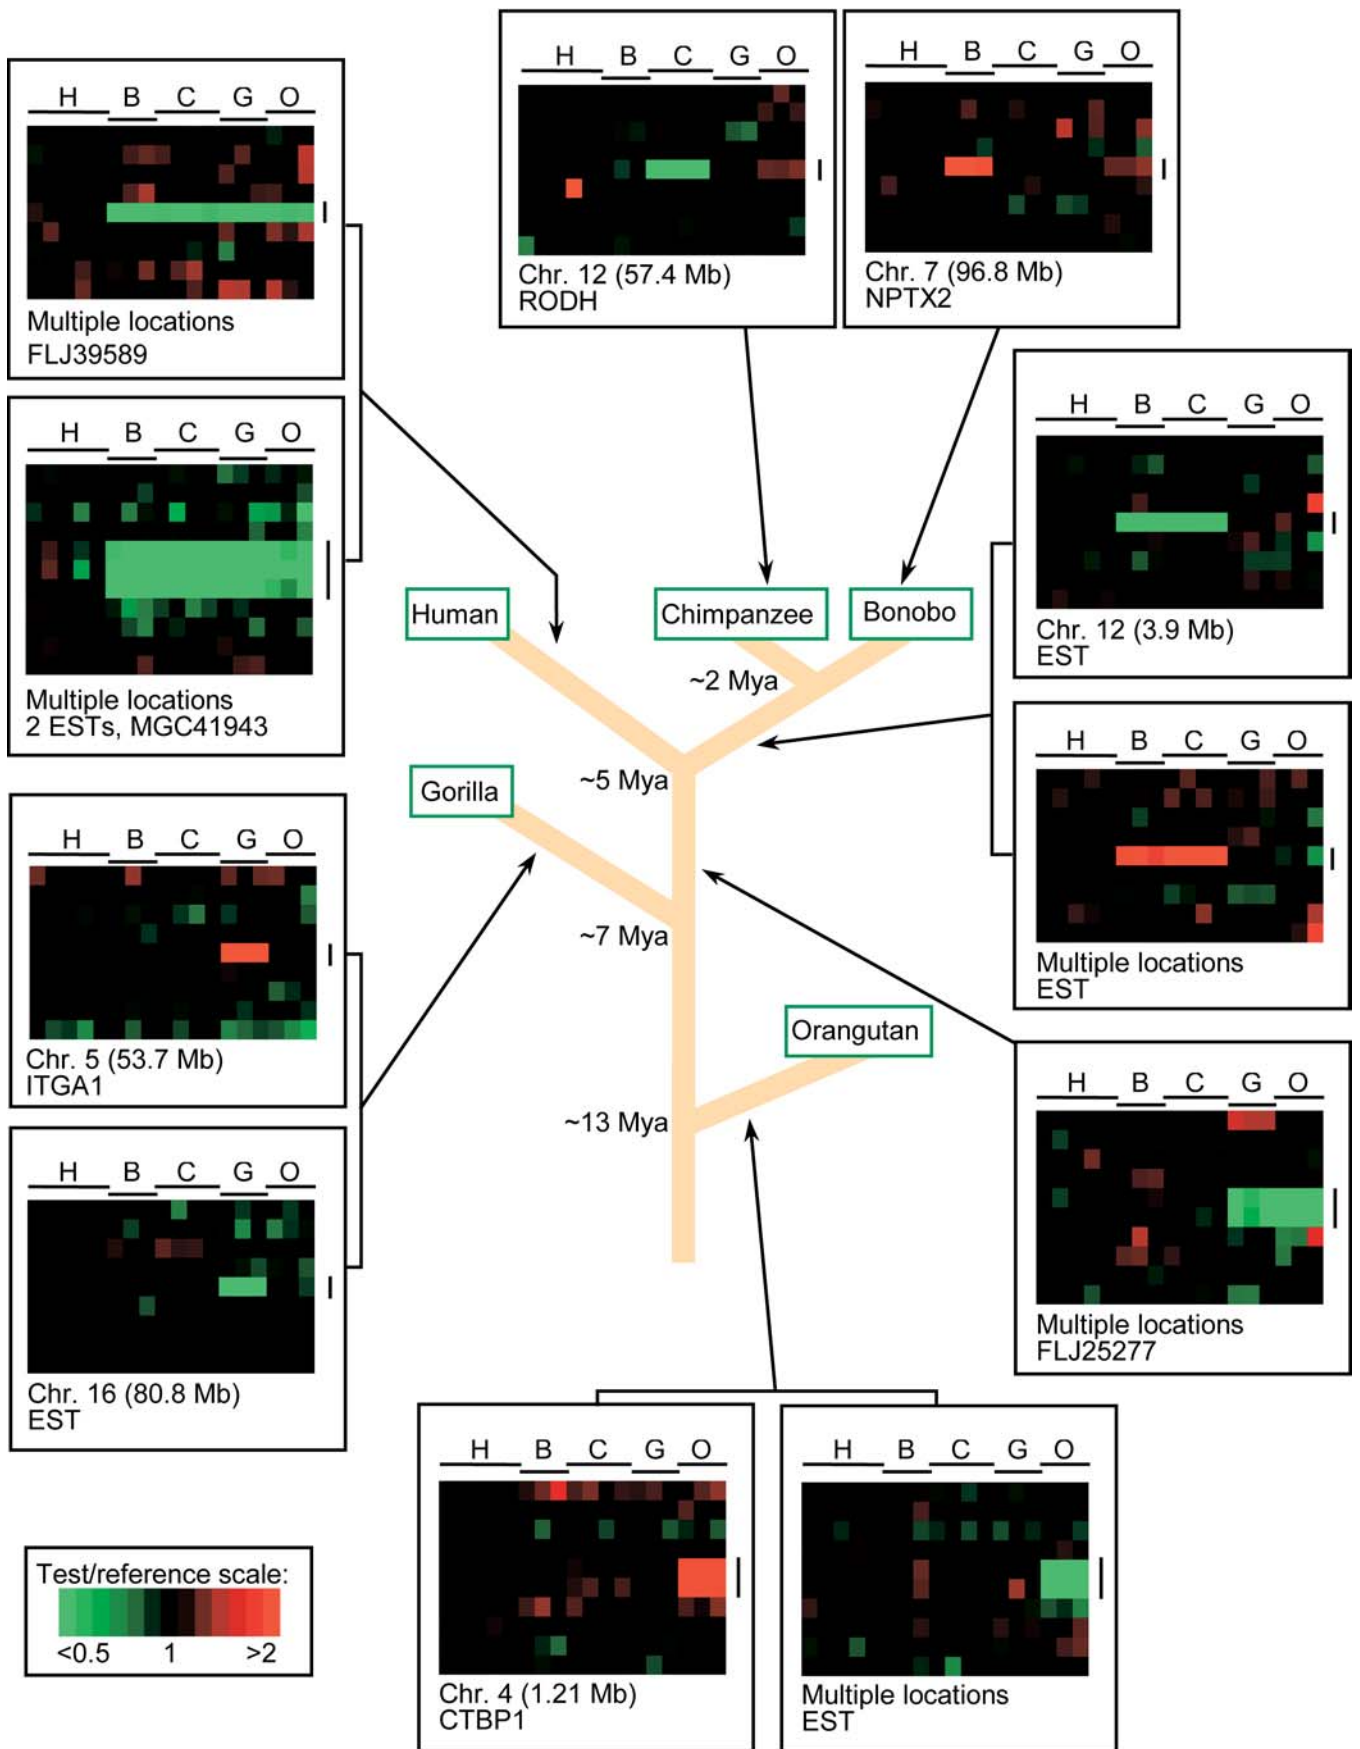 H B C G O
Multiple locations
FLJ39589
H B C G O
Multiple locations
2 ESTs, MGC41943
H B C G O
Chr. 5 (53.7 Mb)
ITGA1
H B C G O
Chr. 16 (80.8 Mb)
EST
H B C G O
Chr. 12 (57.4 Mb)
RODH
H B C G O
Chr. 7 (96.8 Mb)
NPTX2
H B C G O
Chr. 12 (3.9 Mb)
EST
H B C G O
Multiple locations
EST
H B C G O
Multiple locations
FLJ25277
Human
Chimpanzee
Bonobo
~2 Mya
~5 Mya
Gorilla
~7 Mya
Orangutan
~13 Mya
H B C G O
Chr. 4 (1.21 Mb)
CTBP1
H B C G O
Multiple locations
EST
Test/reference scale:
<0.5 1 >2